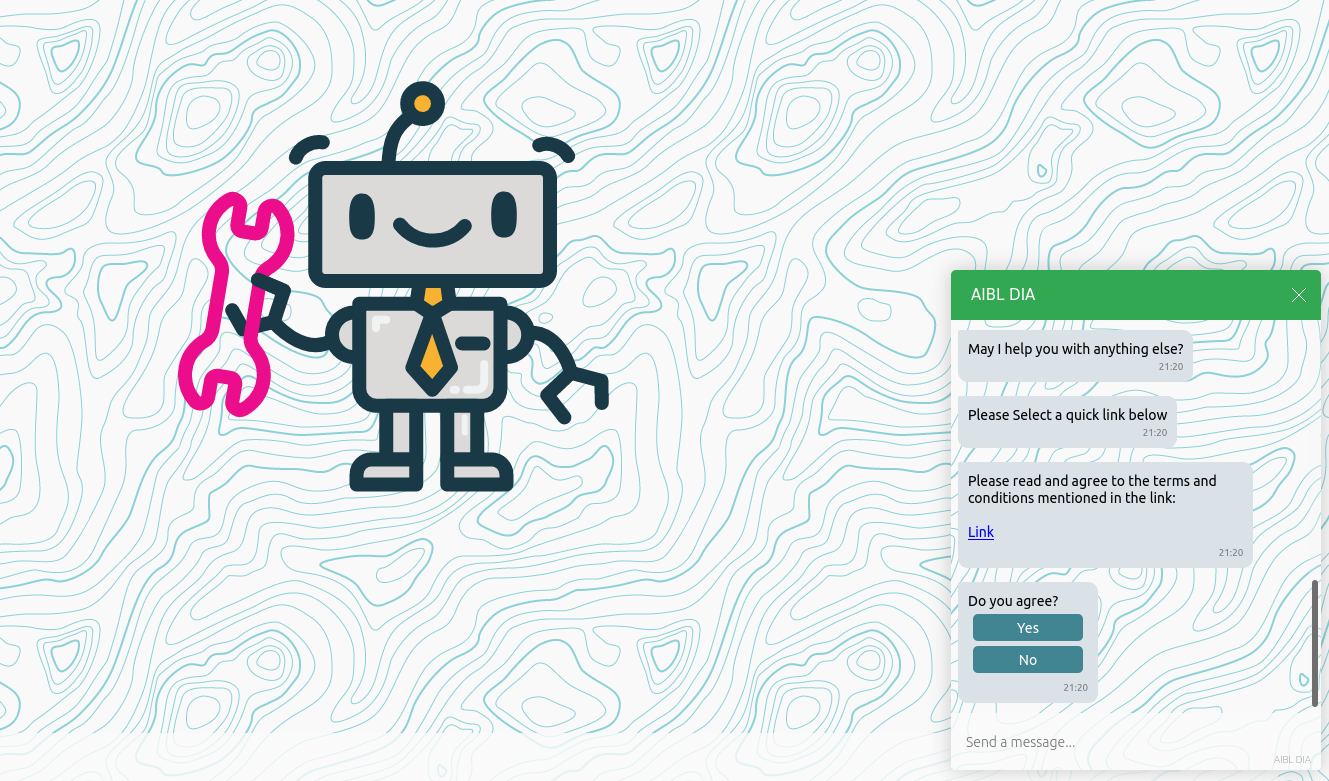 AIBL DIA
May I help you with anything else?
21:20
Please Select a quick link below
21:20
Please read and agree to the terms and
conditions mentioned in the link:
Link
21:20
Do you agree?
Yes
No
21:20
Send a message...
AIBL DIA